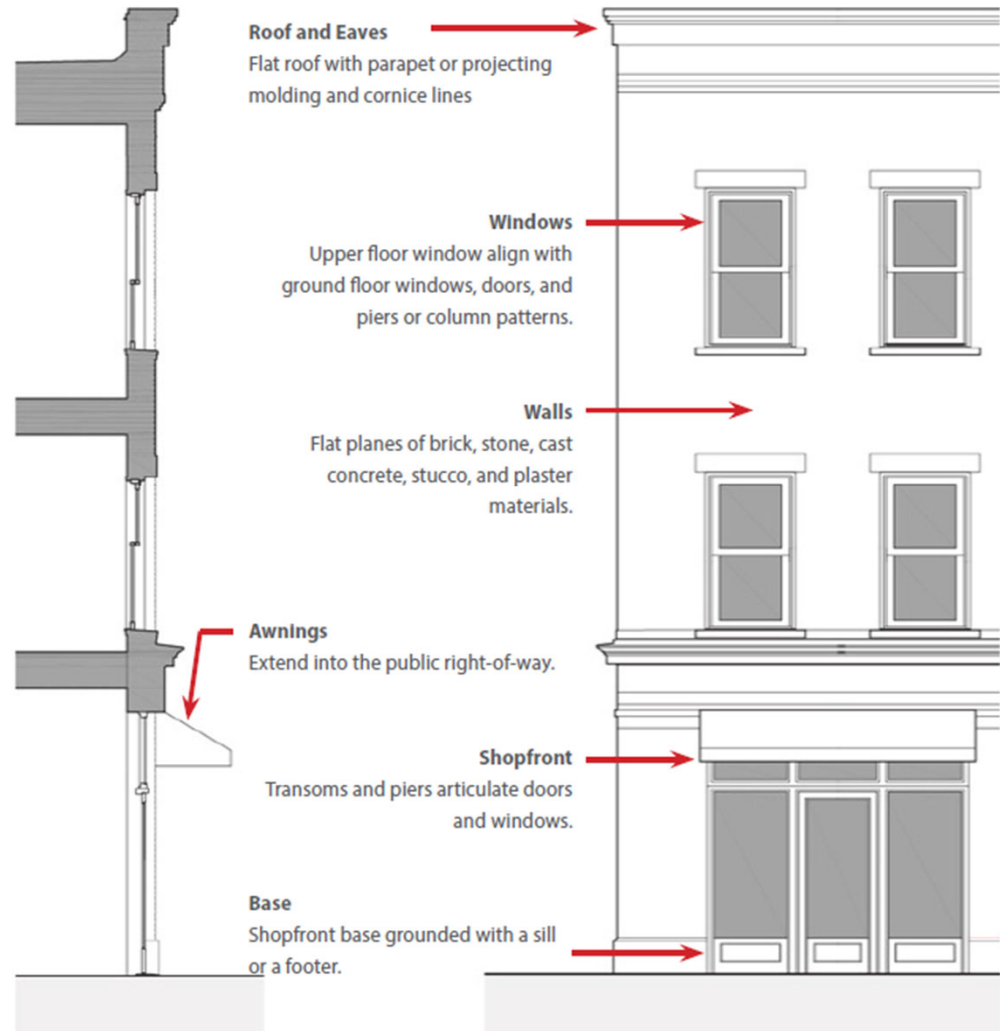 Roof and Eaves
Flat roof with parapet or projecting
molding and cornice lines
Windows
Upper floor window align with
ground floor windows, doors, and
piers or column patterns.
Walls
Flat planes of brick, stone, cast
concrete, stucco, and plaster
materials.
Awnings
Extend into the public right-of-way.
Shopfront
Transoms and piers articulate doors
and windows.
Base
Shopfront base grounded with a sill
or a footer.